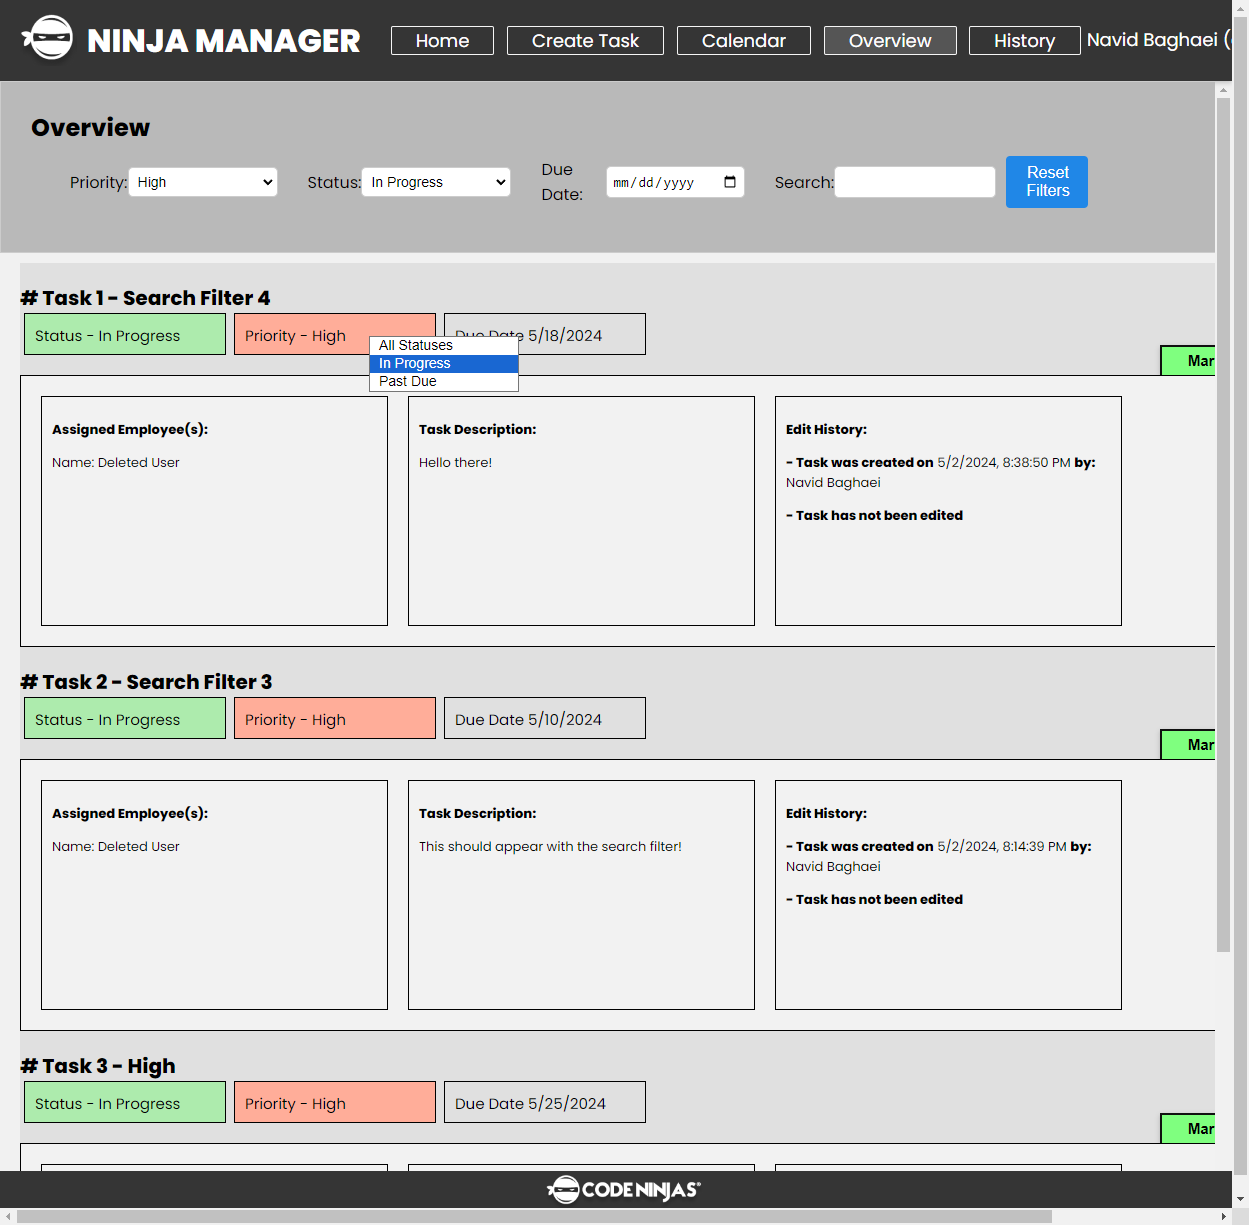 NINJA MANAGER
Home
Create Task
Calendar
Overview
History
Navid Baghaei (
Overview
Priority: High
Status: In Progress
Due Date: mm/dd/yyyy
Search:
Reset Filters
# Task 1 - Search Filter 4
Status - In Progress
Priority - High
Due Date 5/18/2024
All Statuses
In Progress
Past Due
Mar
Assigned Employee(s):
Name: Deleted User
Task Description:
Hello there!
Edit History:
- Task was created on 5/2/2024, 8:38:50 PM by:
Navid Baghaei
- Task has not been edited
# Task 2 - Search Filter 3
Status - In Progress
Priority - High
Due Date 5/10/2024
Mar
Assigned Employee(s):
Name: Deleted User
Task Description:
This should appear with the search filter!
Edit History:
- Task was created on 5/2/2024, 8:14:39 PM by:
Navid Baghaei
- Task has not been edited
# Task 3 - High
Status - In Progress
Priority - High
Due Date 5/25/2024
Mar
CODE NINJAS®